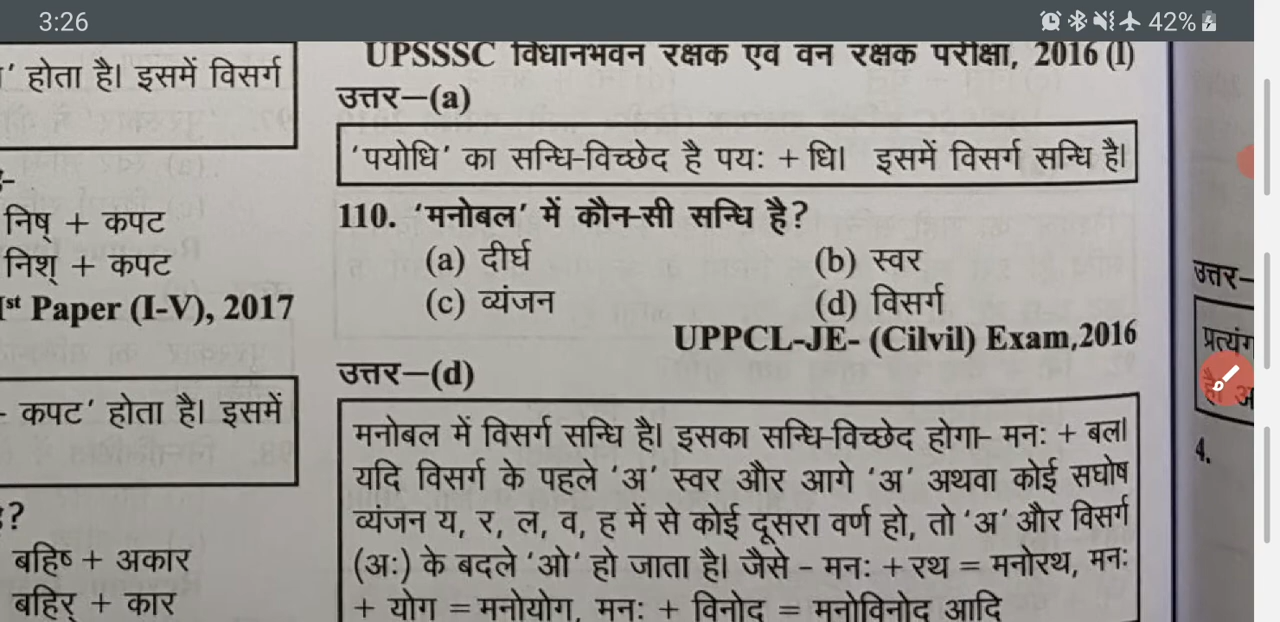 3:26
42%
' होता है। इसमें विसर्ग
निष् + कपट
निश् + कपट
Ist Paper (I-V), 2017
- कपट' होता है। इसमें
?
बहिष् + अकार
बहिर् + कार
UPSSSC विधानभवन रक्षक एवं वन रक्षक परीक्षा, 2016 (I)
उत्तर–(a)
'पयोधि' का सन्धि-विच्छेद है पयः + धि। इसमें विसर्ग सन्धि है।
110. 'मनोबल' में कौन-सी सन्धि है?
(a) दीर्घ (b) स्वर
(c) व्यंजन (d) विसर्ग
UPPCL-JE- (Cilvil) Exam,2016
उत्तर–(d)
मनोबल में विसर्ग सन्धि है। इसका सन्धि-विच्छेद होगा– मनः + बल।
यदि विसर्ग के पहले 'अ' स्वर और आगे 'अ' अथवा कोई सघोष
व्यंजन य, र, ल, व, ह में से कोई दूसरा वर्ण हो, तो 'अ' और विसर्ग
(अः) के बदले 'ओ' हो जाता है। जैसे – मनः + रथ = मनोरथ, मनः
+ योग = मनोयोग, मनः + विनोद = मनोविनोद आदि
उत्तर–
4.